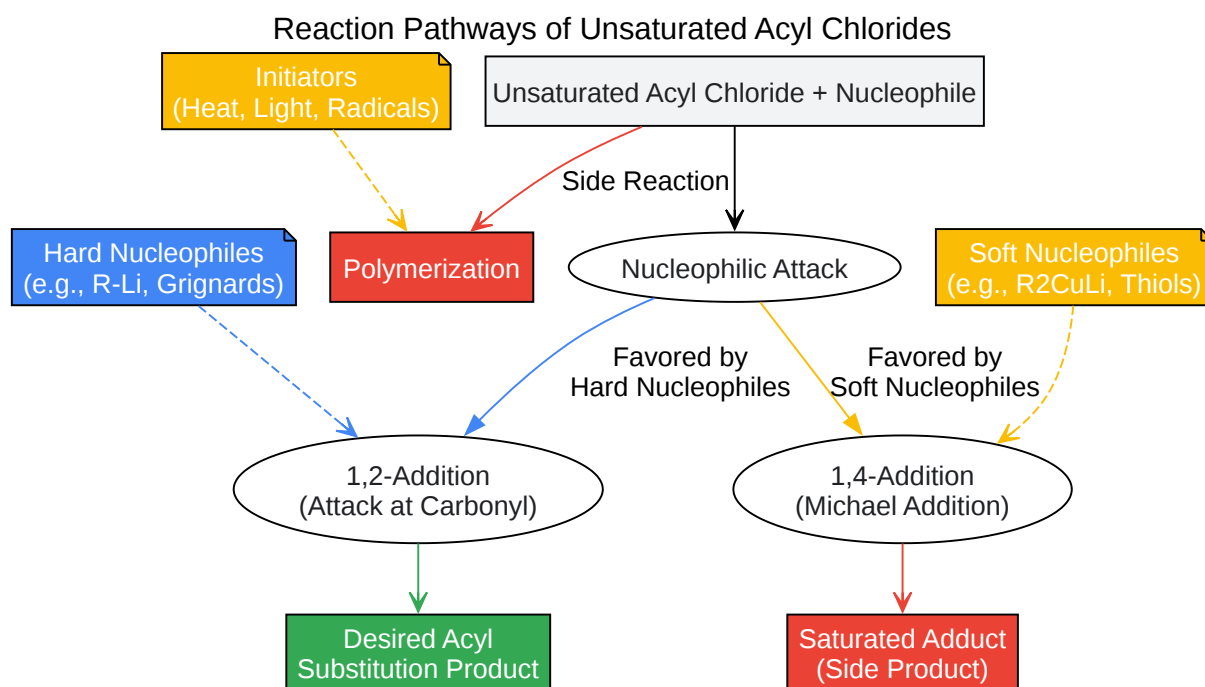 Reaction Pathways of Unsaturated Acyl Chlorides
Initiators
(Heat, Light, Radicals)
Unsaturated Acyl Chloride + Nucleophile
Side Reaction
Hard Nucleophiles
(e.g., R-Li, Grignards)
Polymerization
Nucleophilic Attack
Soft Nucleophiles
(e.g., R2CuLi, Thiols)
Favored by
Hard Nucleophiles
Favored by
Soft Nucleophiles
1,2-Addition
(Attack at Carbonyl)
1,4-Addition
(Michael Addition)
Desired Acyl
Substitution Product
Saturated Adduct
(Side Product)